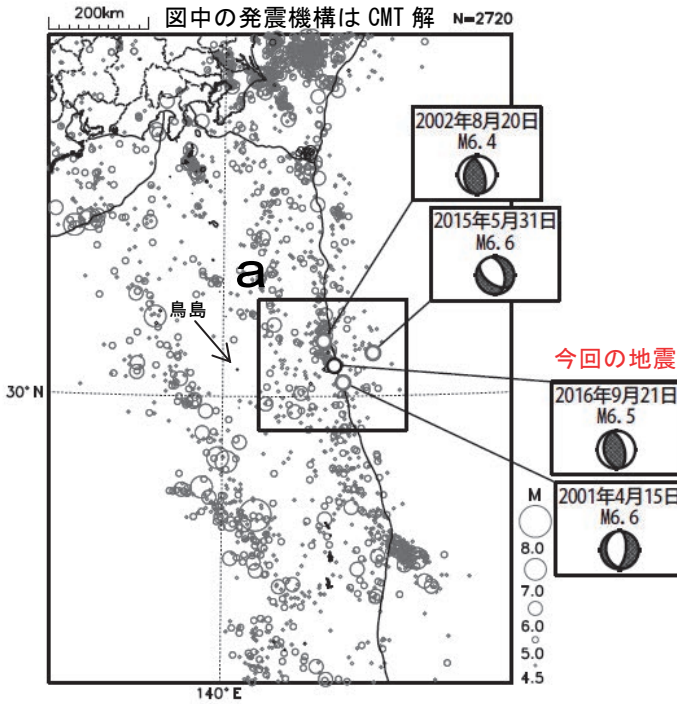 200km
図中の発震機構は CMT 解 N=2720
2002年8月20日
M6.4
2015年5月31日
M6.6
a
鳥島
今回の地震
30°N
2016年9月21日
M6.5
2001年4月15日
M6.6
M
8.0
7.0
6.0
5.0
4.5
140°E